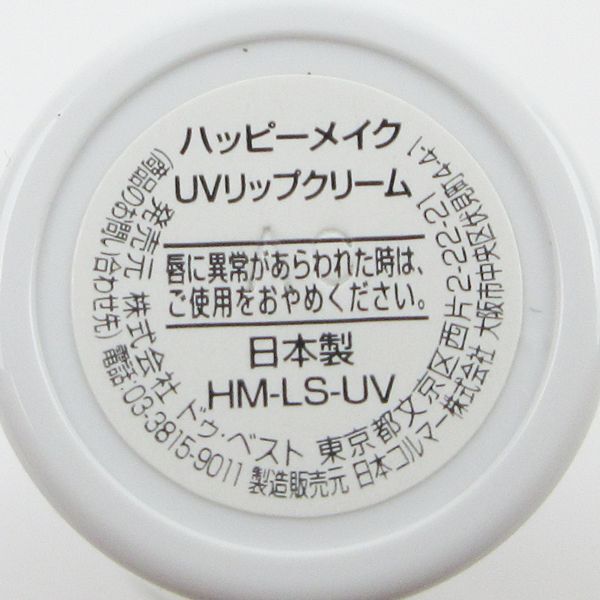 ハッピーメイク
UVリップクリーム
唇に異常があらわれた時は、
ご使用をおやめください。
日本製
HM-LS-UV
発売元 株式会社 ドゥ・ベスト 東京都文京区西片2-22-21
(商品のお問い合わせ先) 電話:03-3815-9011 製造販売元 日本コルマー株式会社 大阪市中央区伏見町4-4-1